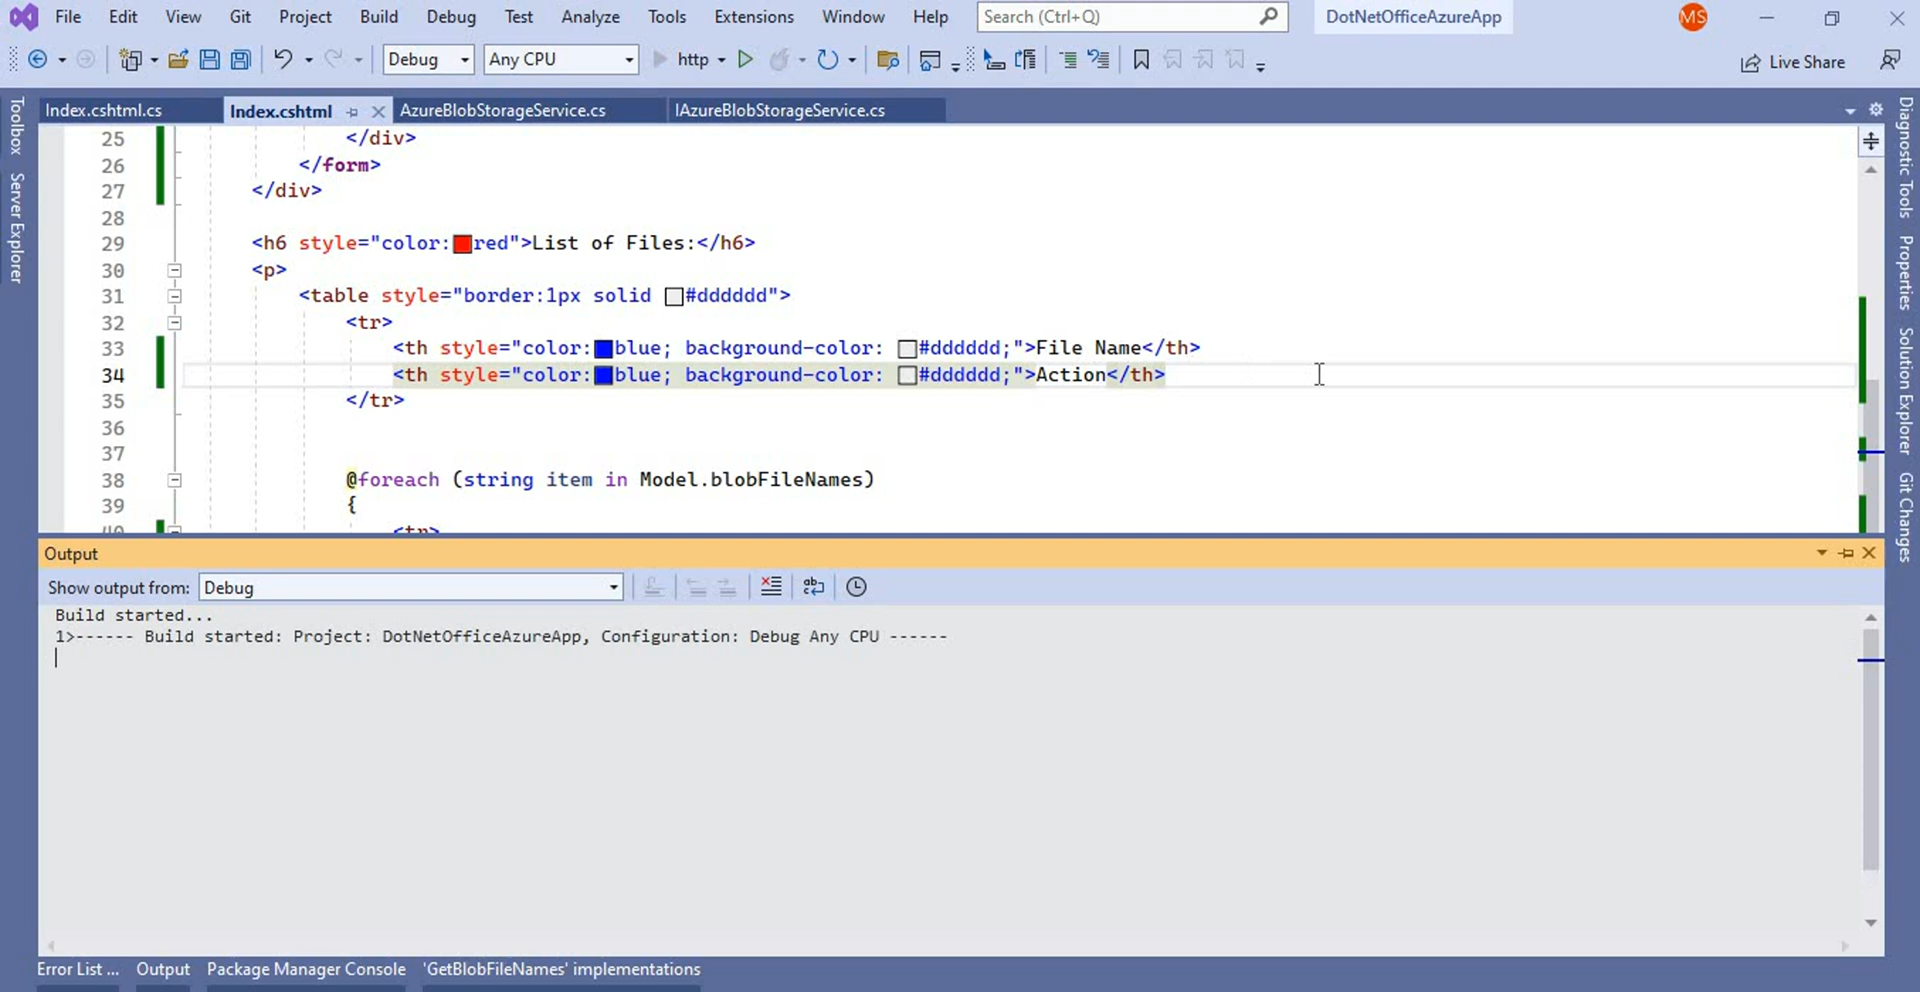 File Edit View Git Project Build Debug Test Analyze Tools Extensions Window Help Search (Ctrl+Q) DotNetOfficeAzureApp MS
Debug Any CPU http Live Share
Index.cshtml.cs Index.cshtml AzureBlobStorageService.cs IAzureBlobStorageService.cs
Toolbox
Server Explorer
25 </div>
26 </form>
27 </div>
28
29 <h6 style="color:red">List of Files:</h6>
30 <p>
31 <table style="border:1px solid #dddddd">
32 <tr>
33 <th style="color:blue; background-color: #dddddd;">File Name</th>
34 <th style="color:blue; background-color: #dddddd;">Action</th>
35 </tr>
36
37
38 @foreach (string item in Model.blobFileNames)
39 {
40 <tr>
Diagnostic Tools
Properties
Solution Explorer
Git Changes
Output
Show output from: Debug
Build started...
1>------ Build started: Project: DotNetOfficeAzureApp, Configuration: Debug Any CPU ------
Error List ... Output Package Manager Console 'GetBlobFileNames' implementations